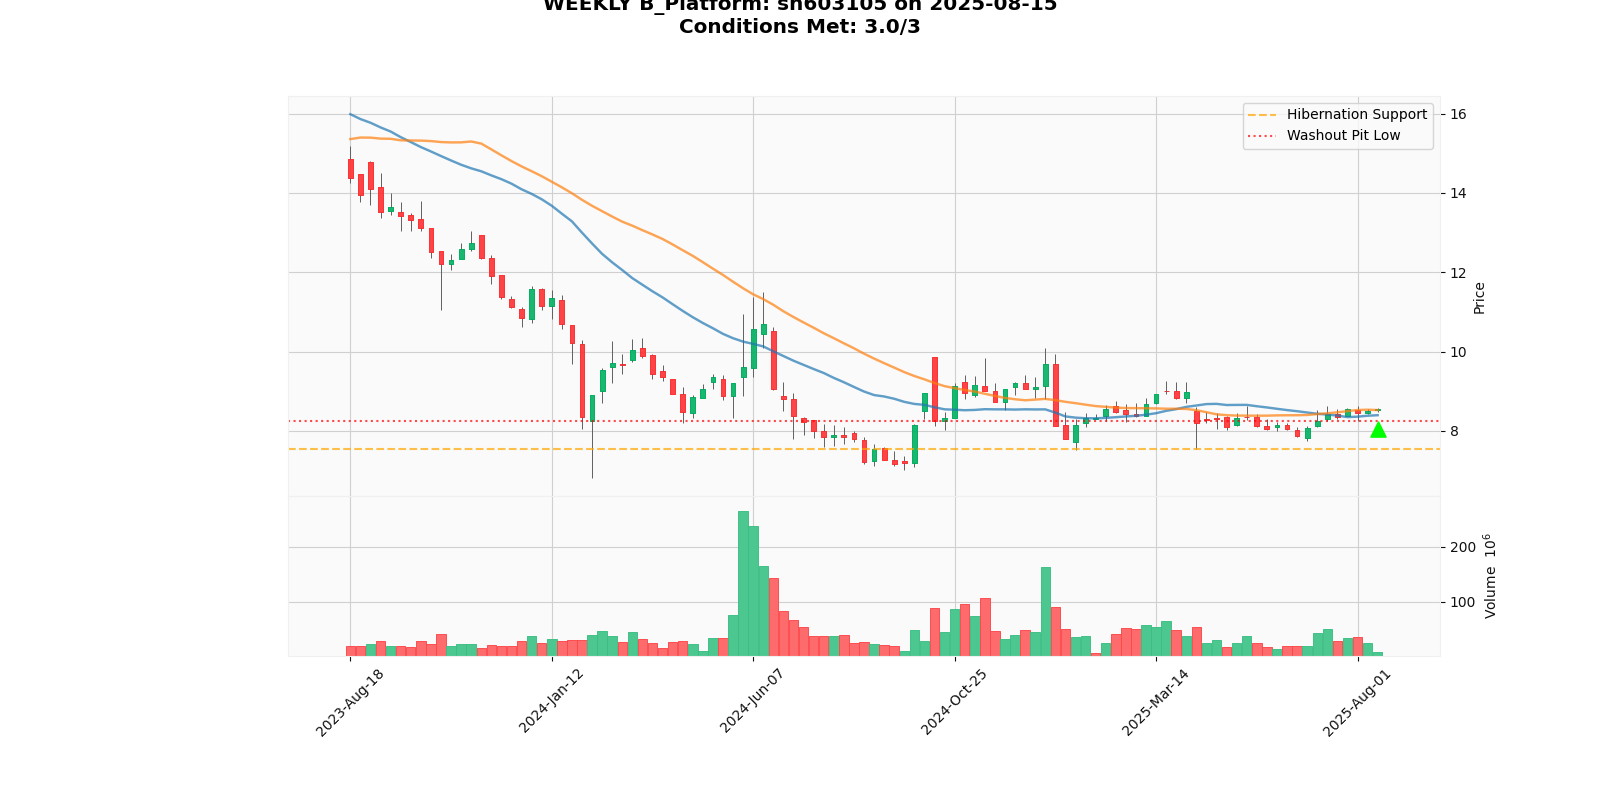 WEEKLY B_Platform: sh603105 on 2025-08-15
Conditions Met: 3.0/3
Hibernation Support
Washout Pit Low
16
14
12
10
8
Price
200
100
Volume 10^6
2023-Aug-18
2024-Jan-12
2024-Jun-07
2024-Oct-25
2025-Mar-14
2025-Aug-01